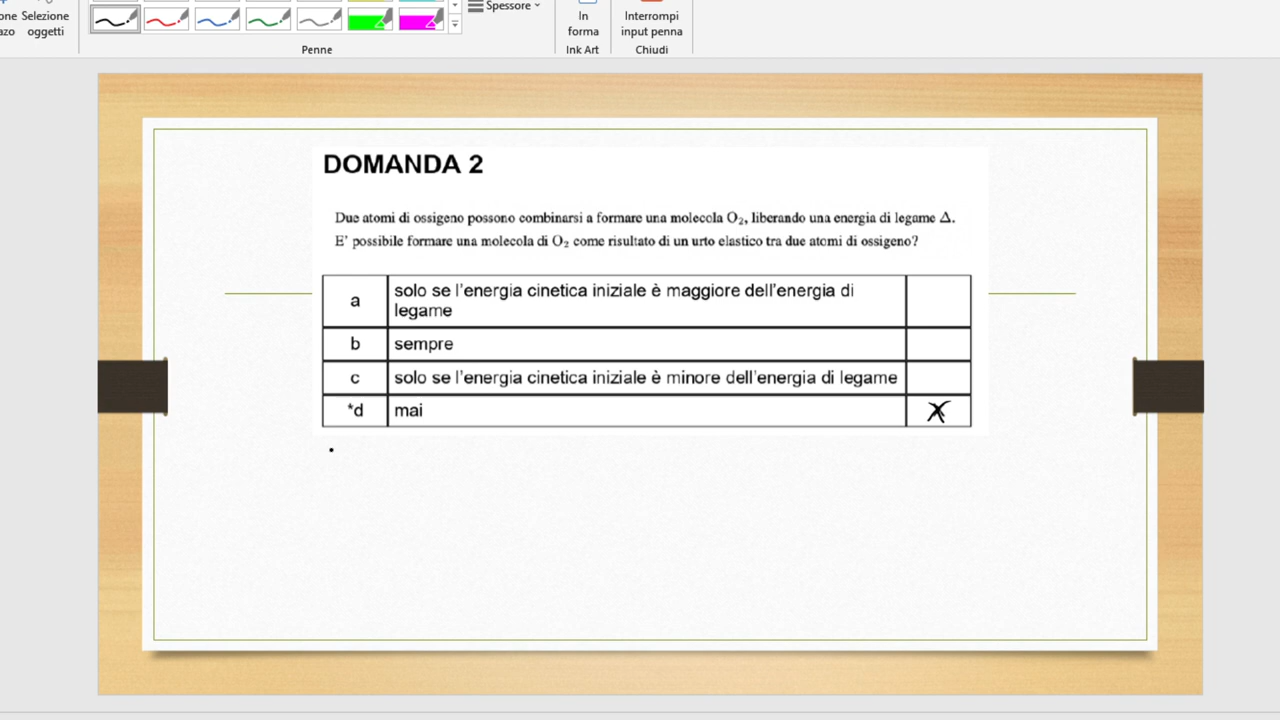 one Selezione
azo oggetti
Spessore
In
forma
Interrompi
input penna
Penne
Ink Art
Chiudi
DOMANDA 2
Due atomi di ossigeno possono combinarsi a formare una molecola O₂, liberando una energia di legame Δ.
E' possibile formare una molecola di O₂ come risultato di un urto elastico tra due atomi di ossigeno?
a solo se l'energia cinetica iniziale è maggiore dell'energia di
legame
b sempre
c solo se l'energia cinetica iniziale è minore dell'energia di legame
*d mai X